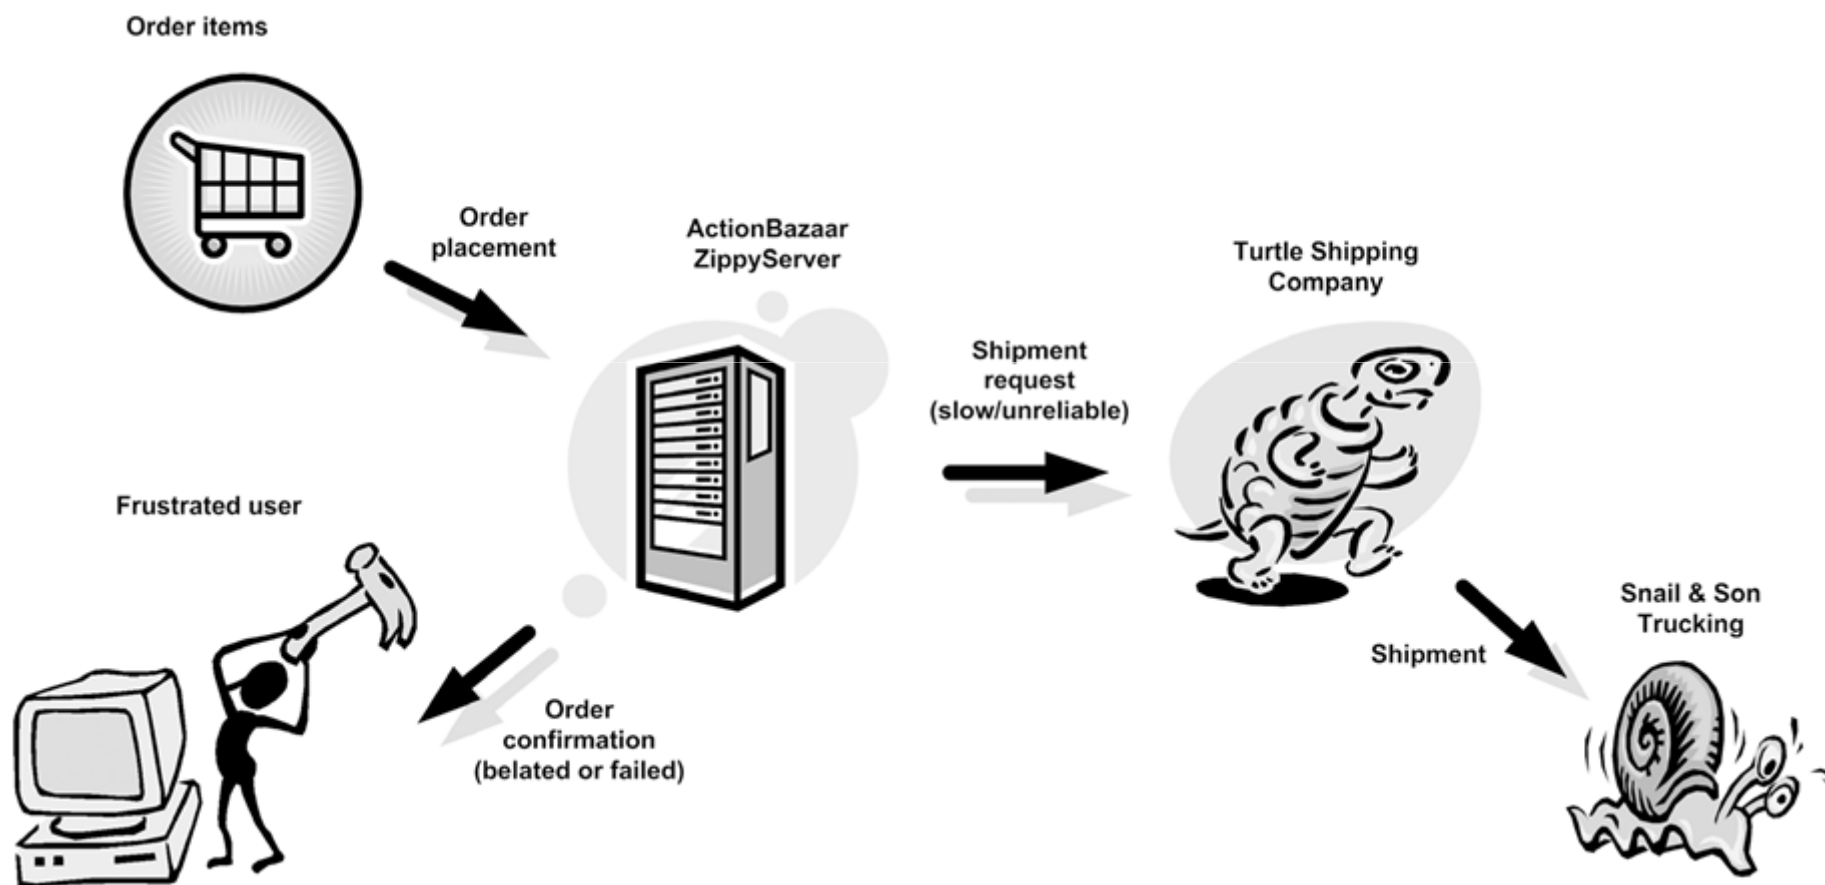 Order items
Order
placement
ActionBazaar
ZippyServer
Turtle Shipping
Company
Shipment
request
(slow/unreliable)
Frustrated user
Order
confirmation
(belated or failed)
Shipment
Snail & Son
Trucking